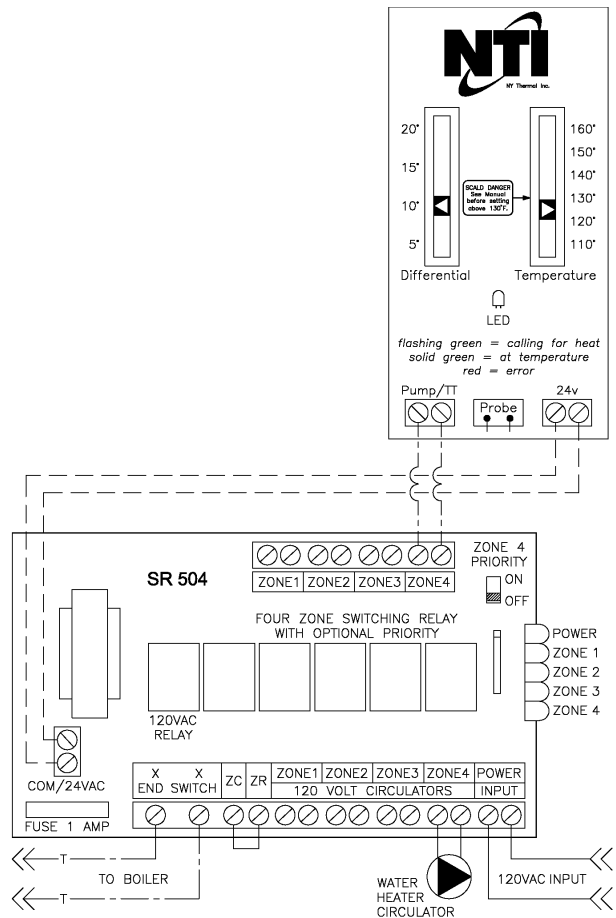 NTI
NY Thermal Inc.
20°
15°
10°
5°
Differential
SCALD DANGER
See Manual
before setting
above 130°F.
160°
150°
140°
130°
120°
110°
Temperature
LED
flashing green = calling for heat
solid green = at temperature
red = error
Pump/TT
Probe
24v
SR 504
ZONE1 ZONE2 ZONE3 ZONE4
ZONE 4
PRIORITY
ON
OFF
FOUR ZONE SWITCHING RELAY
WITH OPTIONAL PRIORITY
POWER
ZONE 1
ZONE 2
ZONE 3
ZONE 4
120VAC
RELAY
COM/24VAC
FUSE 1 AMP
X X
END SWITCH
ZC
ZR
ZONE1 ZONE2 ZONE3 ZONE4
120 VOLT CIRCULATORS
POWER
INPUT
T
TO BOILER
T
WATER
HEATER
CIRCULATOR
120VAC INPUT